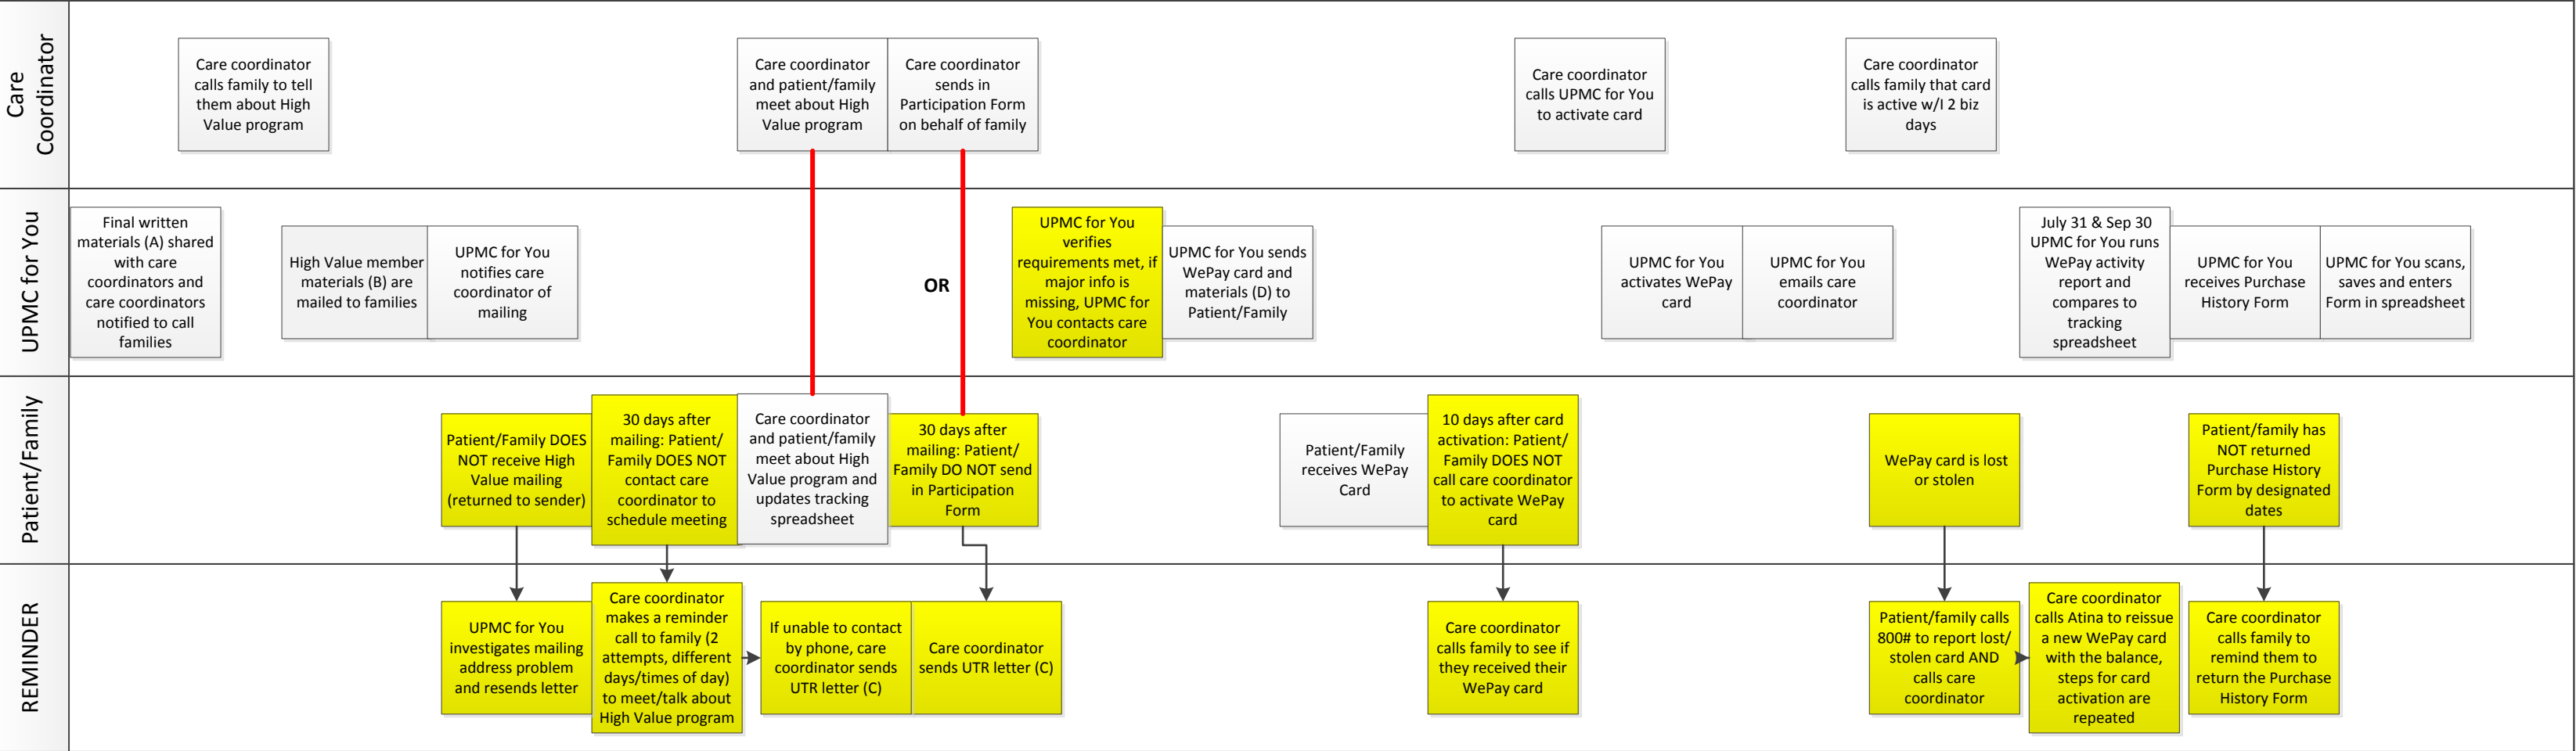 Care
Coordinator
Care coordinator
calls family to tell
them about High
Value program
Care coordinator
and patient/family
meet about High
Value program
Care coordinator
sends in
Participation Form
on behalf of family
Care coordinator
calls UPMC for You
to activate card
Care coordinator
calls family that card
is active w/I 2 biz
days
UPMC for You
Final written
materials (A) shared
with care
coordinators and
care coordinators
notified to call
families
High Value member
materials (B) are
mailed to families
UPMC for You
notifies care
coordinator of
mailing
OR
UPMC for You
verifies
requirements met, if
major info is
missing, UPMC for
You contacts care
coordinator
UPMC for You sends
WePay card and
materials (D) to
Patient/Family
UPMC for You
activates WePay
card
UPMC for You
emails care
coordinator
July 31 & Sep 30
UPMC for You runs
WePay activity
report and
compares to
tracking
spreadsheet
UPMC for You
receives Purchase
History Form
UPMC for You scans,
saves and enters
Form in spreadsheet
Patient/Family
Patient/Family DOES
NOT receive High
Value mailing
(returned to sender)
30 days after
mailing: Patient/
Family DOES NOT
contact care
coordinator to
schedule meeting
Care coordinator
and patient/family
meet about High
Value program and
updates tracking
spreadsheet
30 days after
mailing: Patient/
Family DO NOT send
in Participation
Form
Patient/Family
receives WePay
Card
10 days after card
activation: Patient/
Family DOES NOT
call care coordinator
to activate WePay
card
WePay card is lost
or stolen
Patient/family has
NOT returned
Purchase History
Form by designated
dates
REMINDER
UPMC for You
investigates mailing
address problem
and resends letter
Care coordinator
makes a reminder
call to family (2
attempts, different
days/times of day)
to meet/talk about
High Value program
If unable to contact
by phone, care
coordinator sends
UTR letter (C)
Care coordinator
sends UTR letter (C)
Care coordinator
calls family to see if
they received their
WePay card
Patient/family calls
800# to report lost/
stolen card AND
calls care
coordinator
Care coordinator
calls Atina to reissue
a new WePay card
with the balance,
steps for card
activation are
repeated
Care coordinator
calls family to
remind them to
return the Purchase
History Form